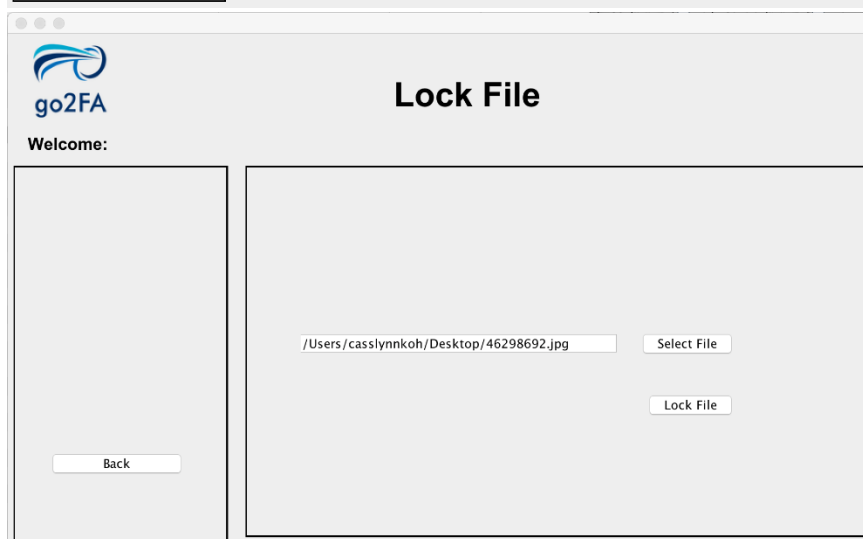 go2FA
Lock File
Welcome:
/Users/casslynnkoh/Desktop/46298692.jpg
Select File
Lock File
Back